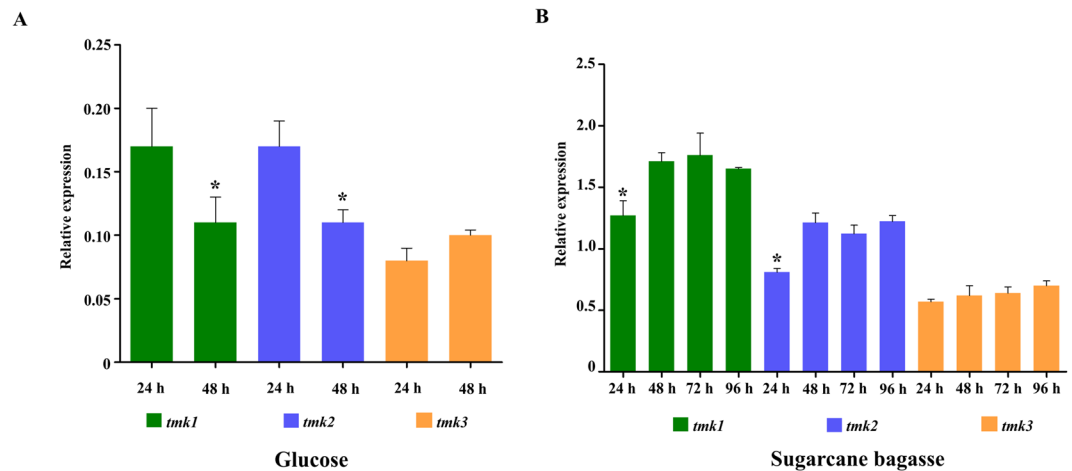 A
Relative expression
0.25
0.20
0.15
0.10
0.05
0
* *
24 h 48 h 24 h 48 h 24 h 48 h
tmk1 tmk2 tmk3
Glucose
B
Relative expression
2.5
2.0
1.5
1.0
0.5
0
* *
24 h 48 h 72 h 96 h 24 h 48 h 72 h 96 h 24 h 48 h 72 h 96 h
tmk1 tmk2 tmk3
Sugarcane bagasse